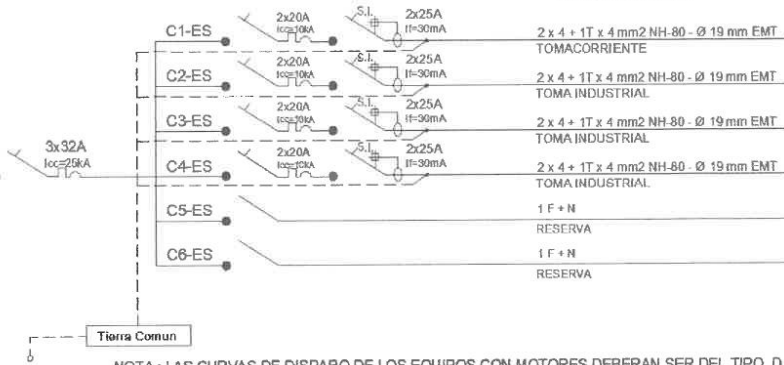 C1-ES 2x20A Icc=10kA S.I. 2x25A If=30mA 2 x 4 + 1T x 4 mm2 NH-80 - Ø 19 mm EMT
TOMACORRIENTE
C2-ES 2x20A Icc=10kA S.I. 2x25A If=30mA 2 x 4 + 1T x 4 mm2 NH-80 - Ø 19 mm EMT
TOMA INDUSTRIAL
C3-ES 2x20A Icc=10kA S.I. 2x25A If=30mA 2 x 4 + 1T x 4 mm2 NH-80 - Ø 19 mm EMT
TOMA INDUSTRIAL
3x32A
Icc=25kA
C4-ES 2x20A Icc=10kA S.I. 2x25A If=30mA 2 x 4 + 1T x 4 mm2 NH-80 - Ø 19 mm EMT
TOMA INDUSTRIAL
C5-ES 1 F + N
RESERVA
C6-ES 1 F + N
RESERVA
Tierra Comun
NOTA: LAS CURVAS DE DISPARO DE LOS EQUIPOS CON MOTORES DEBERAN SER DEL TIPO D